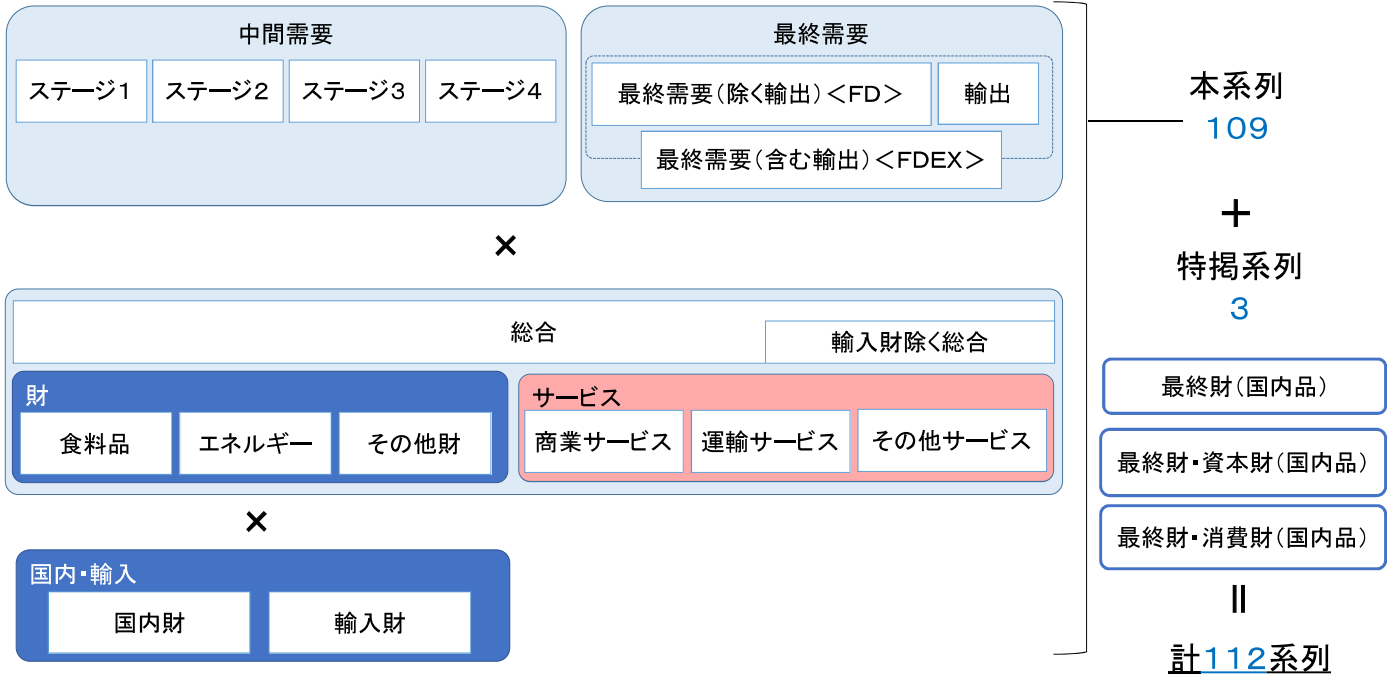 中間需要
ステージ1
ステージ2
ステージ3
ステージ4
最終需要
最終需要(除く輸出)<FD>
輸出
最終需要(含む輸出)<FDEX>
×
総合
輸入財除く総合
財
食料品
エネルギー
その他財
サービス
商業サービス
運輸サービス
その他サービス
×
国内・輸入
国内財
輸入財
本系列
109
+
特掲系列
3
最終財(国内品)
最終財・資本財(国内品)
最終財・消費財(国内品)
=
計112系列